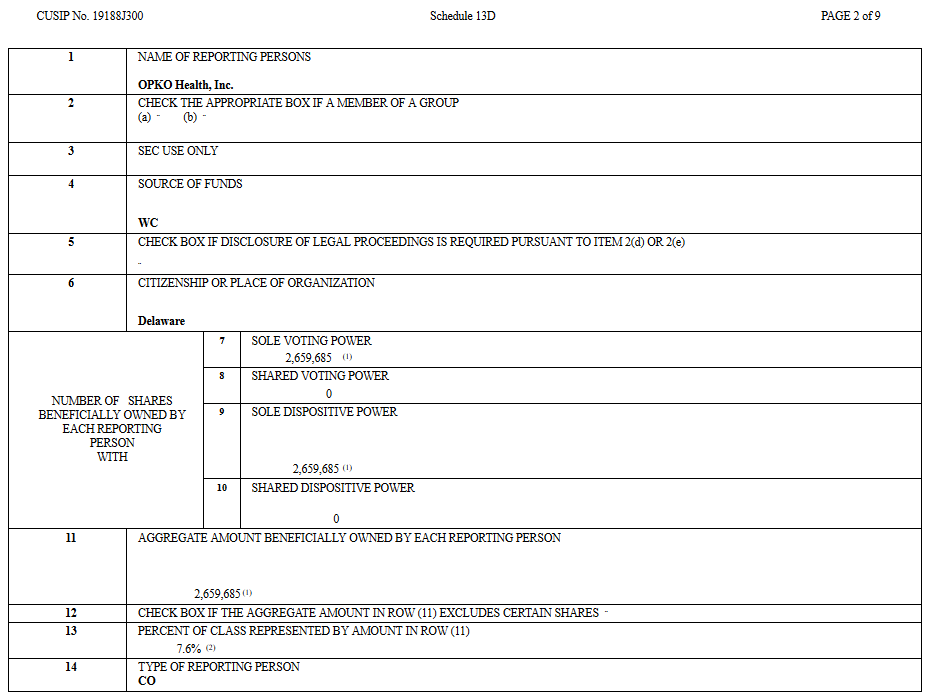 CUSIP No. 19188J300 Schedule 13D PAGE 2 of 9
1 NAME OF REPORTING PERSONS
OPKO Health, Inc.
2 CHECK THE APPROPRIATE BOX IF A MEMBER OF A GROUP
(a) ¨ (b) ¨
3 SEC USE ONLY
4 SOURCE OF FUNDS
WC
5 CHECK BOX IF DISCLOSURE OF LEGAL PROCEEDINGS IS REQUIRED PURSUANT TO ITEM 2(d) OR 2(e)
¨
6 CITIZENSHIP OR PLACE OF ORGANIZATION
Delaware
NUMBER OF SHARES
BENEFICIALLY OWNED BY
EACH REPORTING
PERSON
WITH
7 SOLE VOTING POWER
2,659,685 (1)
8 SHARED VOTING POWER
0
9 SOLE DISPOSITIVE POWER
2,659,685 (1)
10 SHARED DISPOSITIVE POWER
0
11 AGGREGATE AMOUNT BENEFICIALLY OWNED BY EACH REPORTING PERSON
2,659,685 (1)
12 CHECK BOX IF THE AGGREGATE AMOUNT IN ROW (11) EXCLUDES CERTAIN SHARES ¨
13 PERCENT OF CLASS REPRESENTED BY AMOUNT IN ROW (11)
7.6% (2)
14 TYPE OF REPORTING PERSON
CO